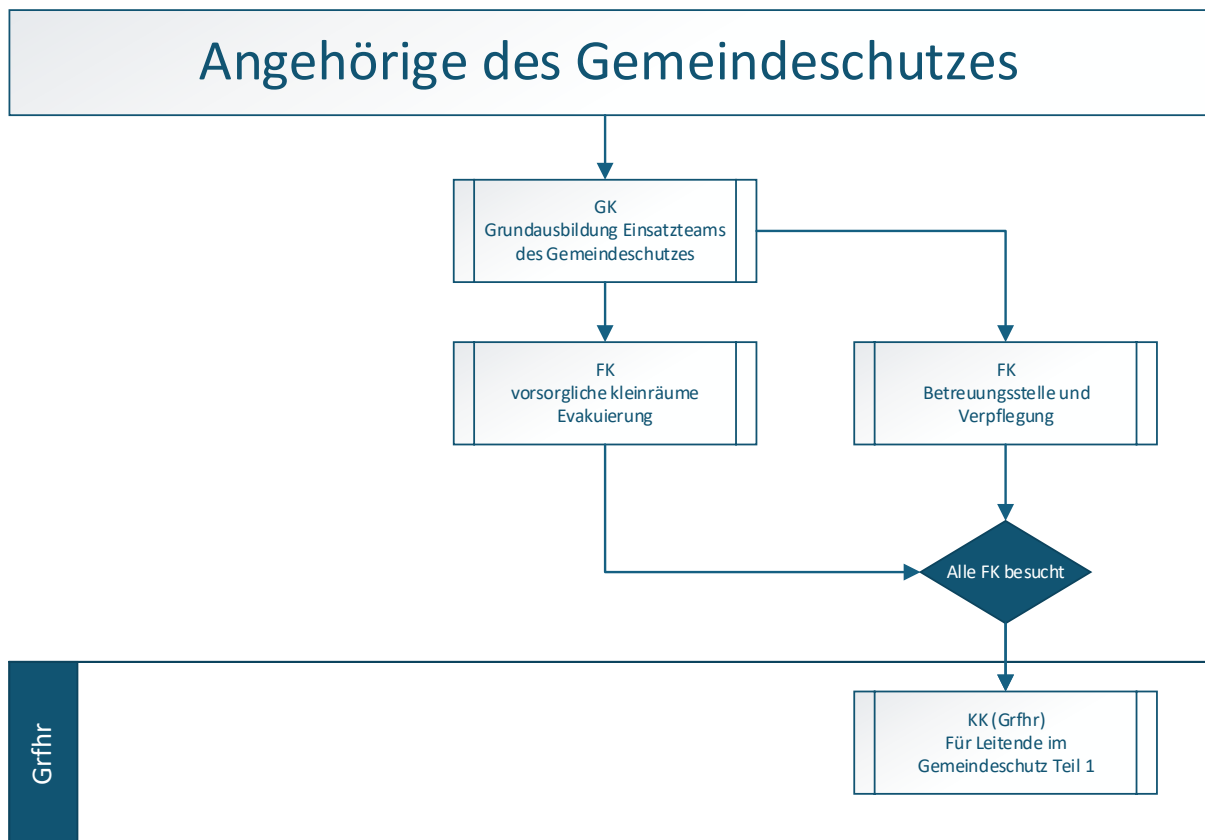 Angehörige des Gemeindeschutzes
GK
Grundausbildung Einsatzteams
des Gemeindeschutzes
FK
vorsorgliche kleinräume
Evakuierung
FK
Betreuungsstelle und
Verpflegung
Alle FK besucht
Grfhr
KK (Grfhr)
Für Leitende im
Gemeindeschutz Teil 1